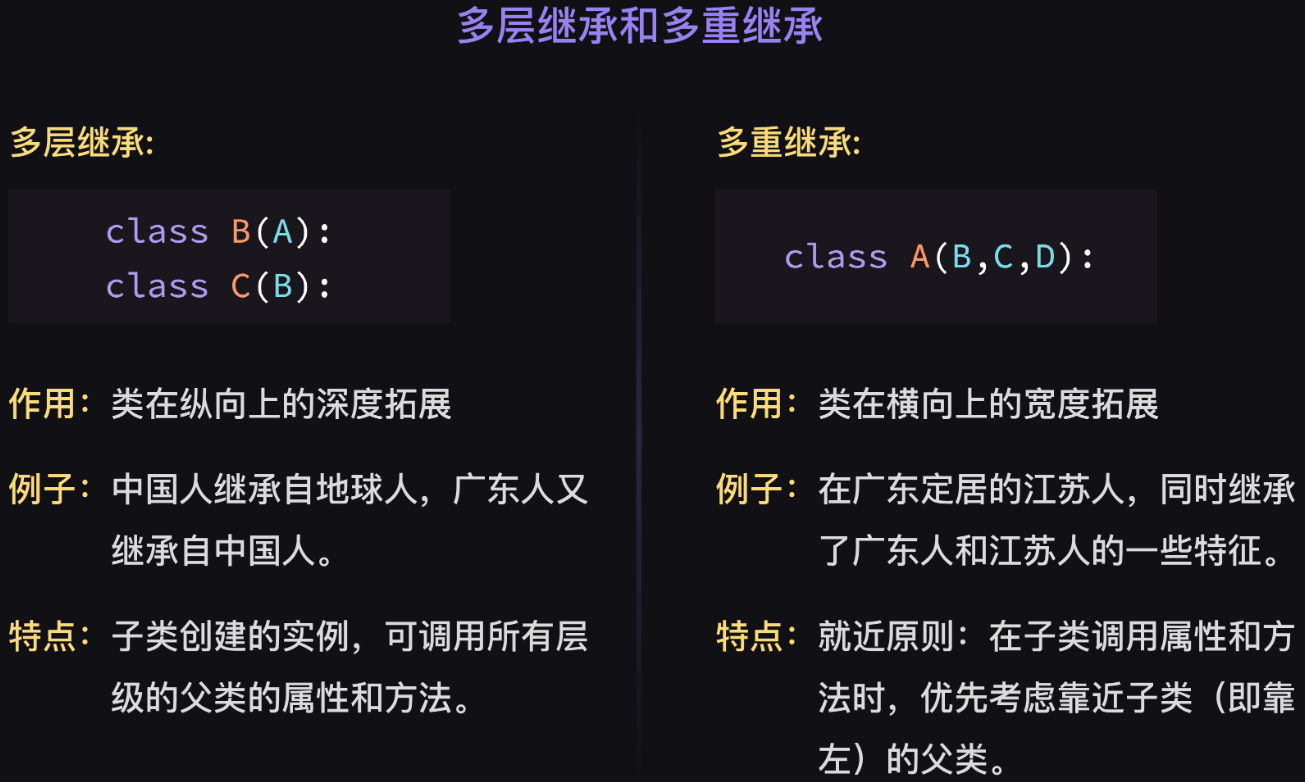 多层继承和多重继承
多层继承:
class B(A):
class C(B):
作用：类在纵向上的深度拓展
例子：中国人继承自地球人，广东人又
继承自中国人。
特点：子类创建的实例，可调用所有层
级的父类的属性和方法。
多重继承:
class A(B,C,D):
作用：类在横向上的宽度拓展
例子：在广东定居的江苏人，同时继承
了广东人和江苏人的一些特征。
特点：就近原则：在子类调用属性和方
法时，优先考虑靠近子类（即靠
左）的父类。